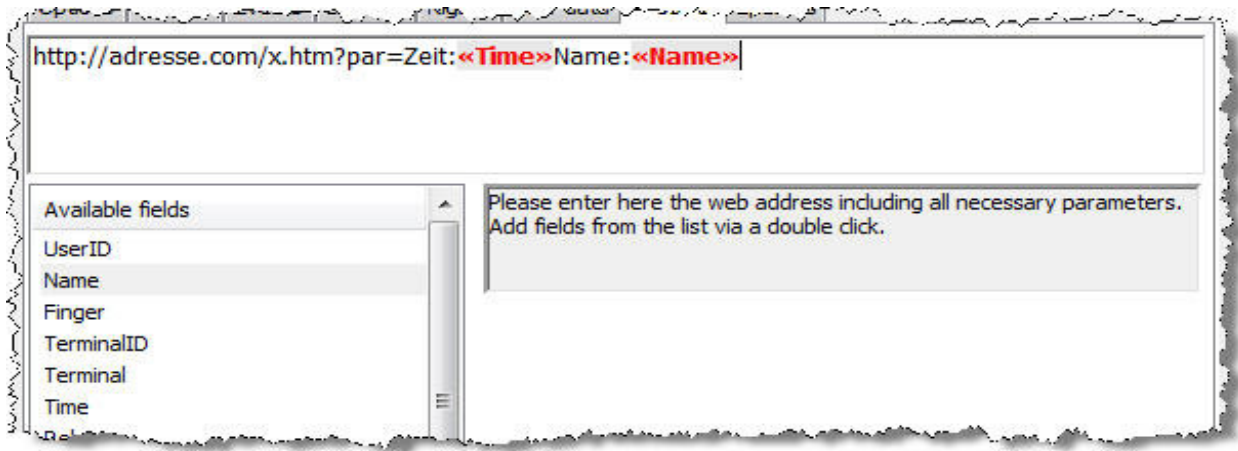 http://adresse.com/x.htm?par=Zeit:«Time»Name:«Name»
Available fields
UserID
Name
Finger
TerminalID
Terminal
Time
Please enter here the web address including all necessary parameters.
Add fields from the list via a double click.